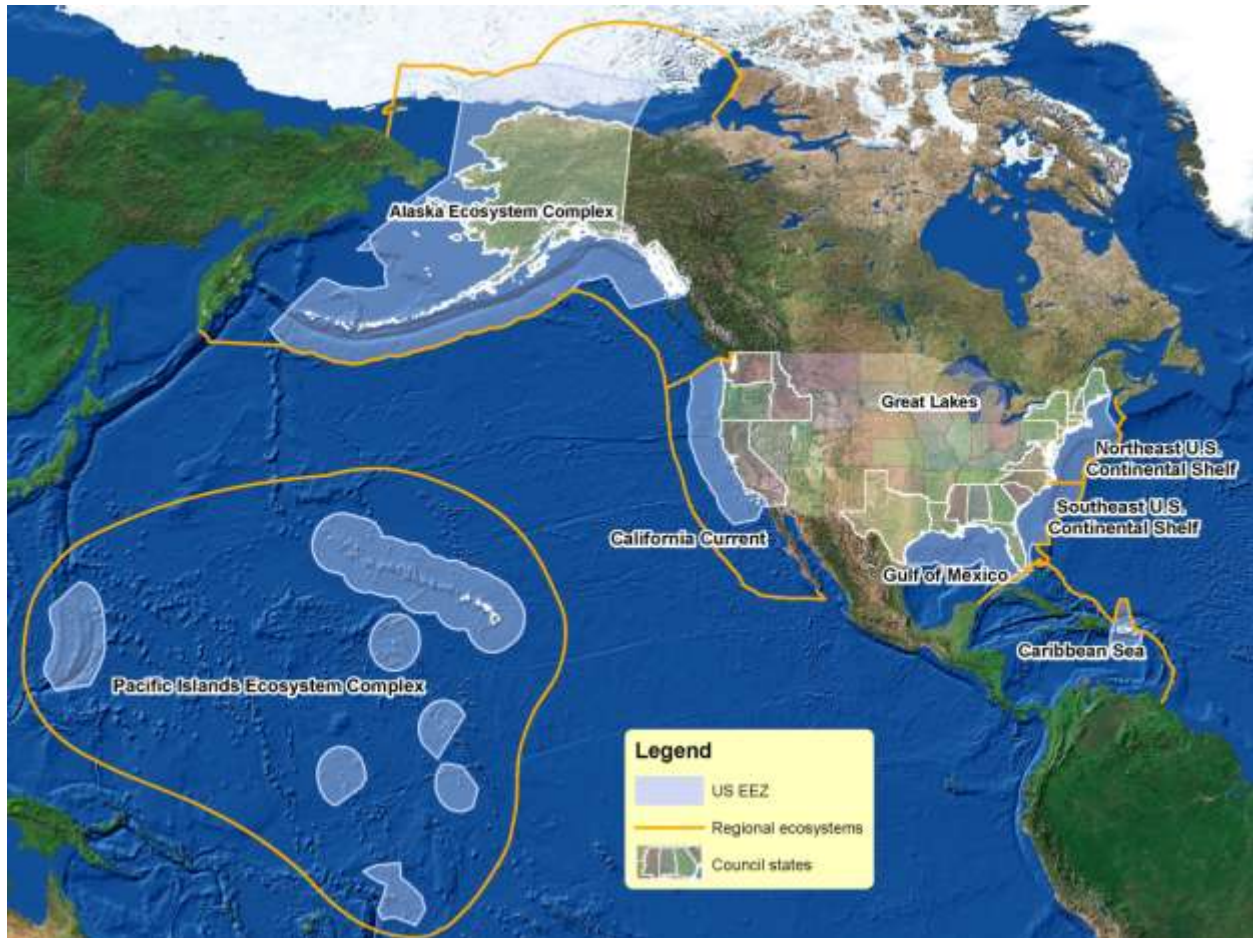 Alaska Ecosystem Complex
Great Lakes
Northeast U.S.
Continental Shelf
Southeast U.S.
Continental Shelf
California Current
Gulf of Mexico
Caribbean Sea
Pacific Islands Ecosystem Complex
Legend
US EEZ
Regional ecosystems
Council states